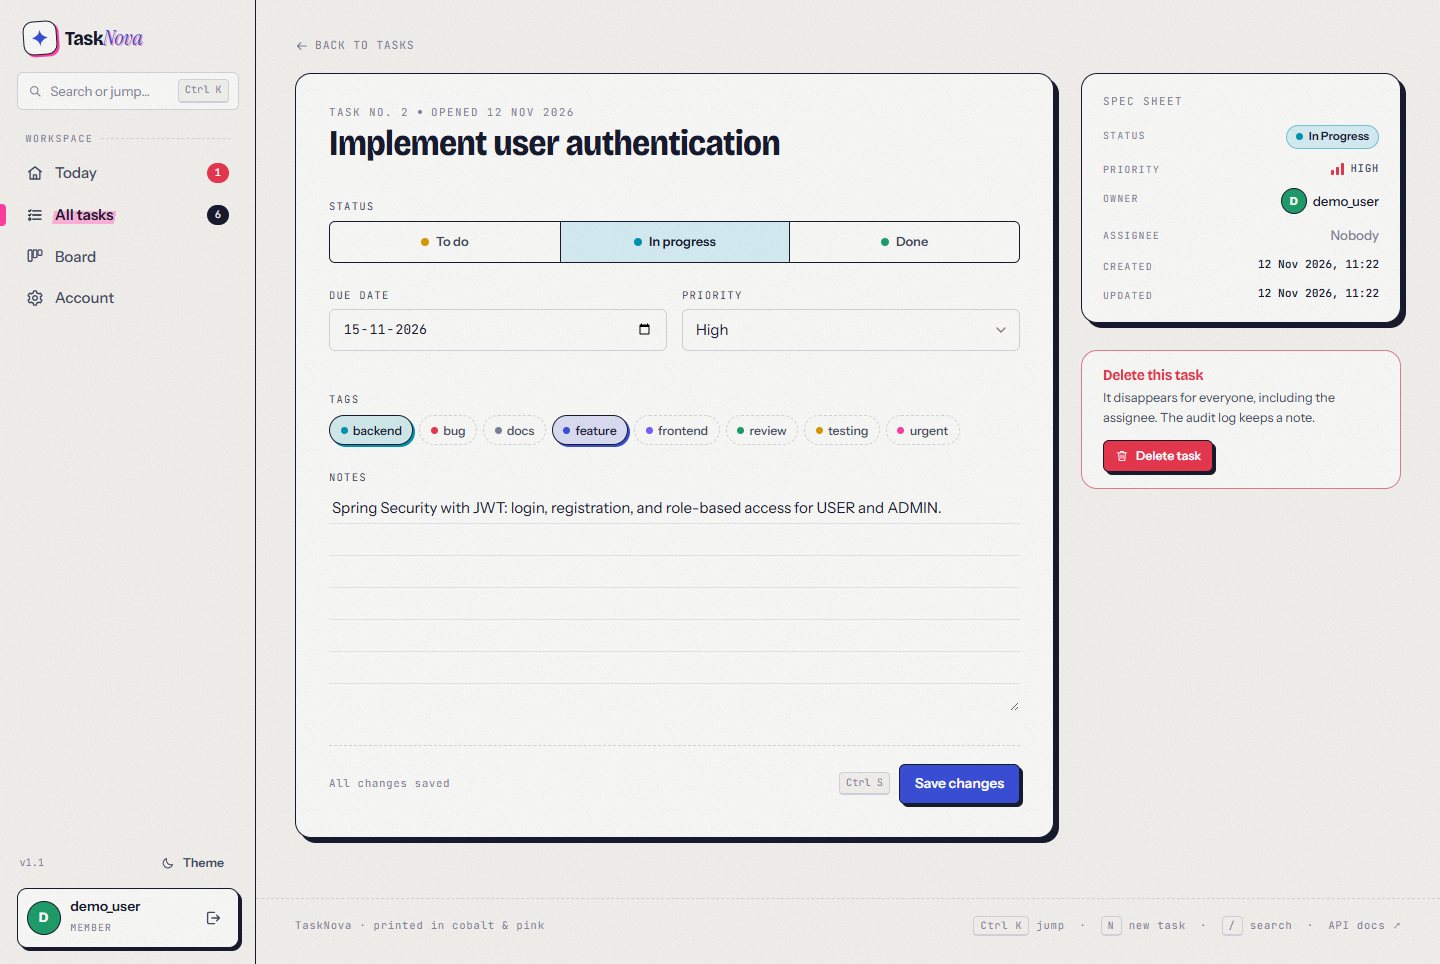 TaskNova
Search or jump... Ctrl K
WORKSPACE
Today 1
All tasks 6
Board
Account
v1.1 Theme
D demo_user
MEMBER
← BACK TO TASKS
TASK NO. 2 • OPENED 12 NOV 2026
Implement user authentication
STATUS
To do In progress Done
DUE DATE PRIORITY
15-11-2026 High
TAGS
backend bug docs feature frontend review testing urgent
NOTES
Spring Security with JWT: login, registration, and role-based access for USER and ADMIN.
All changes saved Ctrl S Save changes
SPEC SHEET
STATUS In Progress
PRIORITY HIGH
OWNER D demo_user
ASSIGNEE Nobody
CREATED 12 Nov 2026, 11:22
UPDATED 12 Nov 2026, 11:22
Delete this task
It disappears for everyone, including the
assignee. The audit log keeps a note.
Delete task
TaskNova · printed in cobalt & pink Ctrl K jump · N new task · / search · API docs ↗